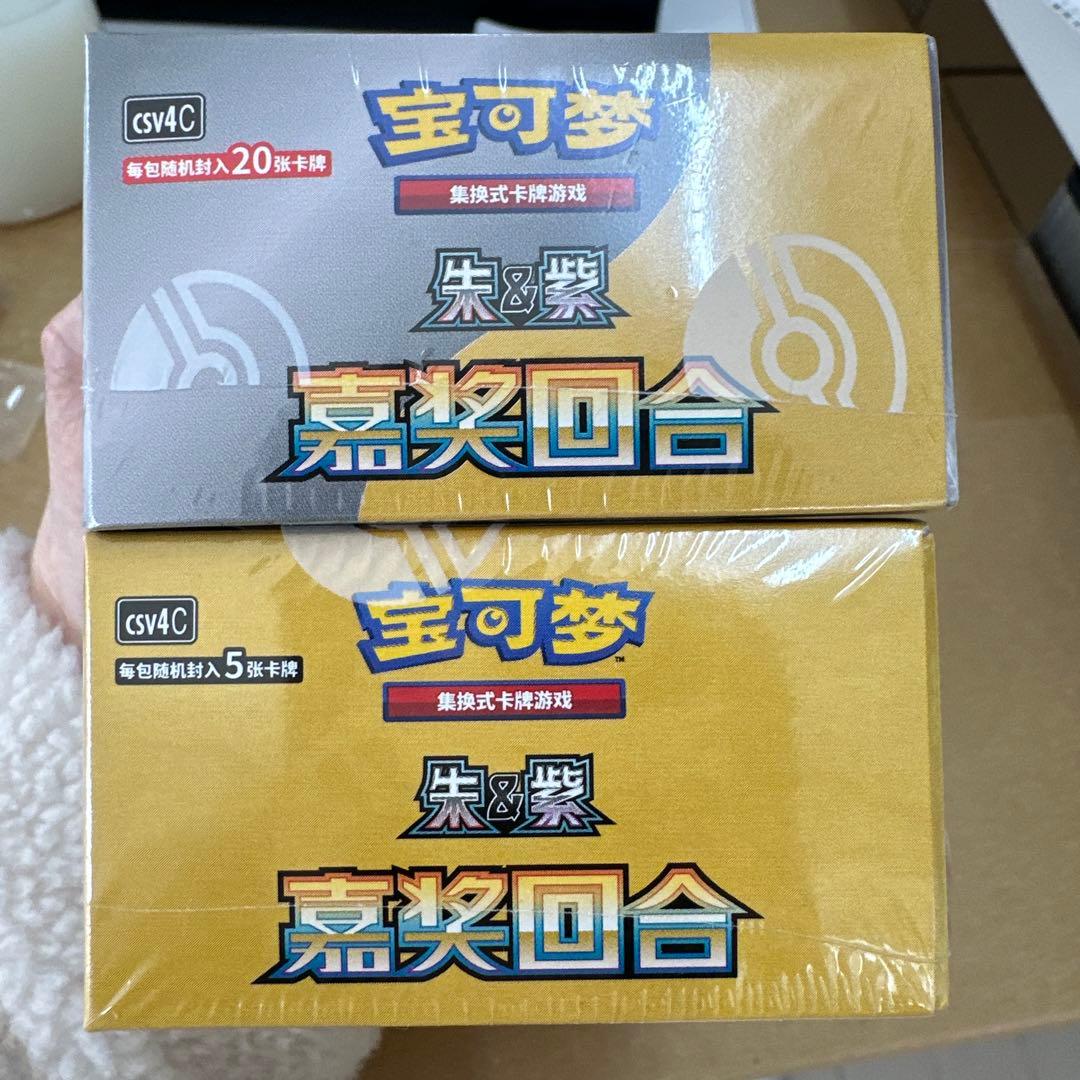 csv4C
每包随机封入20张卡牌
宝可梦
集换式卡牌游戏
朱&紫
嘉奖回合
csv4C
每包随机封入5张卡牌
宝可梦
TM
集换式卡牌游戏
朱&紫
嘉奖回合